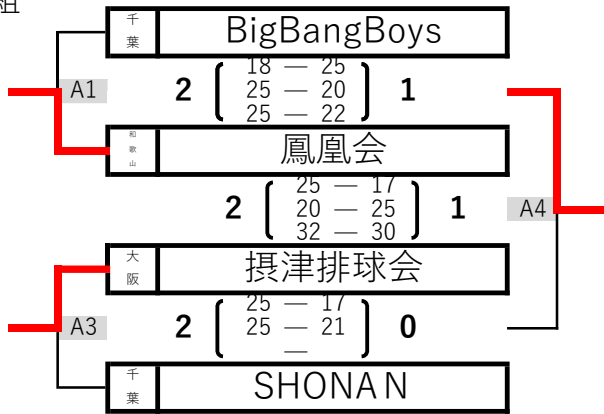 組
千葉 BigBangBoys
A1 2 18 — 25 1
25 — 20
25 — 22
和歌山 鳳凰会
2 25 — 17 1 A4
20 — 25
32 — 30
大阪 摂津排球会
A3 2 25 — 17 0
25 — 21
—
千葉 SHONAN